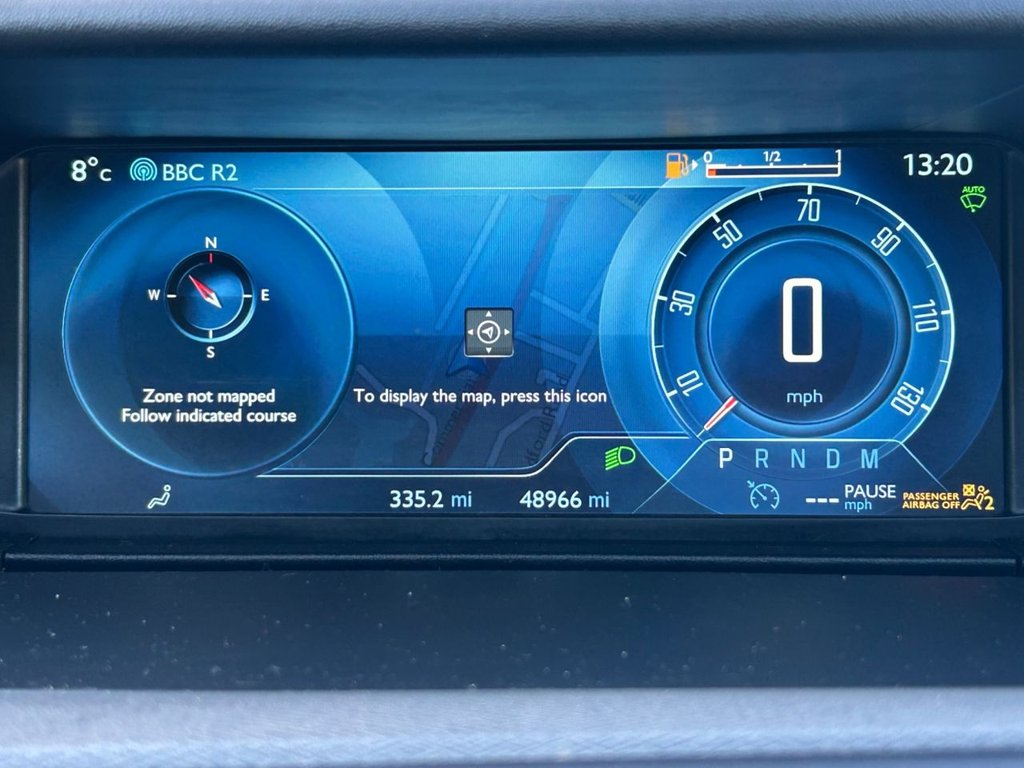 8°C BBC R2
0 1/2 1
13:20
AUTO
N
W E
S
Zone not mapped
Follow indicated course
To display the map, press this icon
10 30 50 70 90 110 130
0
mph
P R N D M
335.2 mi 48966 mi
--- PAUSE
mph
PASSENGER
AIRBAG OFF
2